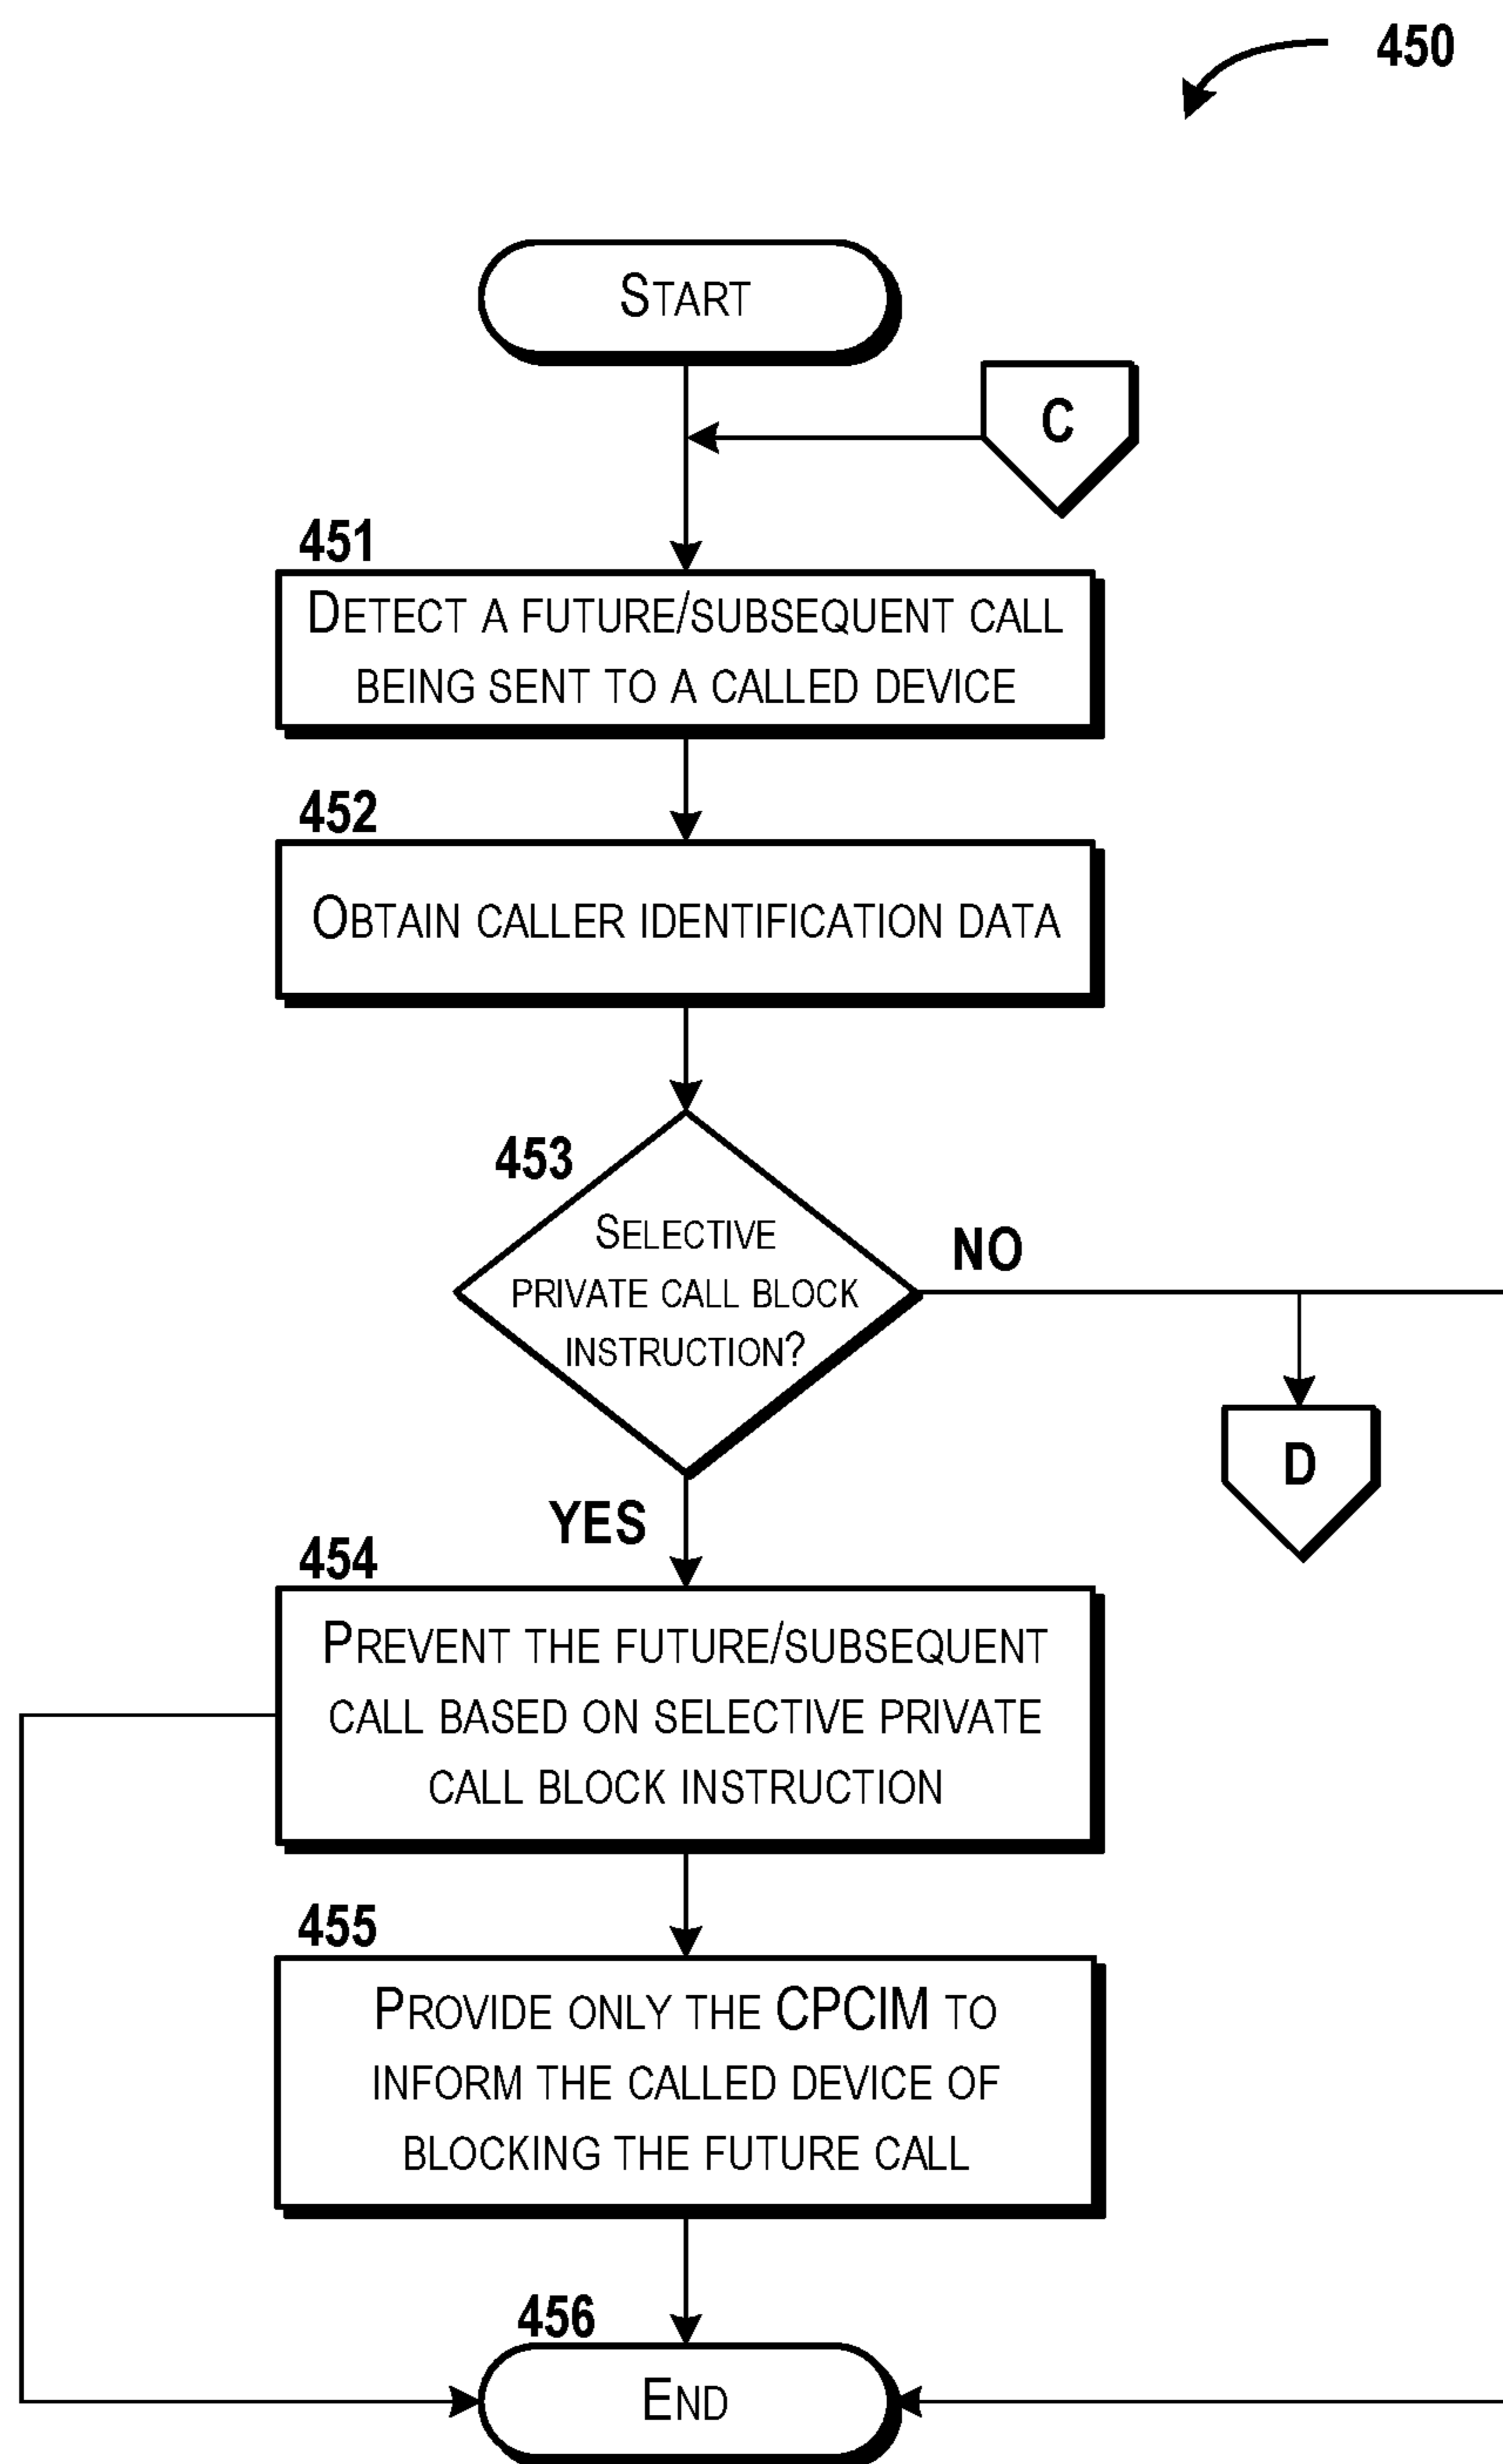 450
START
C
451
DETECT A FUTURE/SUBSEQUENT CALL
BEING SENT TO A CALLED DEVICE
452
OBTAIN CALLER IDENTIFICATION DATA
453
SELECTIVE
PRIVATE CALL BLOCK
INSTRUCTION?
NO
D
YES
454
PREVENT THE FUTURE/SUBSEQUENT
CALL BASED ON SELECTIVE PRIVATE
CALL BLOCK INSTRUCTION
455
PROVIDE ONLY THE CPCIM TO
INFORM THE CALLED DEVICE OF
BLOCKING THE FUTURE CALL
456
END